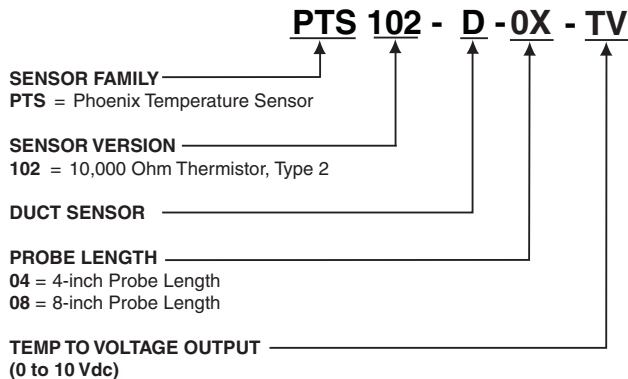 PTS 102 - D - 0X - TV
SENSOR FAMILY
PTS = Phoenix Temperature Sensor
SENSOR VERSION
102 = 10,000 Ohm Thermistor, Type 2
DUCT SENSOR
PROBE LENGTH
04 = 4-inch Probe Length
08 = 8-inch Probe Length
TEMP TO VOLTAGE OUTPUT
(0 to 10 Vdc)